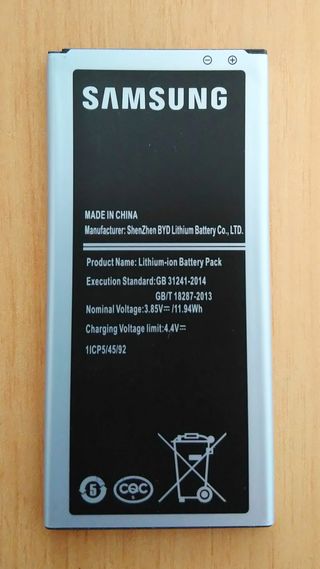 SAMSUNG
MADE IN CHINA
Manufacturer: ShenZhen BYD Lithium Battery Co., LTD.
Product Name: Lithium-ion Battery Pack
Execution Standard:GB 31241-2014
GB/T 18287-2013
Nominal Voltage:3.85V⎓/11.94Wh
Charging Voltage limit:4.4V⎓
1ICP5/45/92
5 CQC